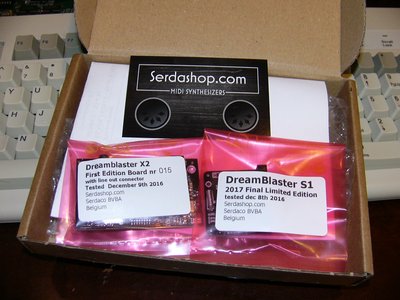 Serdashop.com
MIDI SYNTHESIZERS
Dreamblaster X2
First Edition Board nr 015
with line out connector
Tested December 9th 2016
Serdashop.com
Serdaco BVBA
Belgium
DreamBlaster S1
2017 Final Limited Edition
tested dec 8th 2016
Serdashop.com
Serdaco BVBA
Belgium